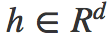 h ∈ R^d